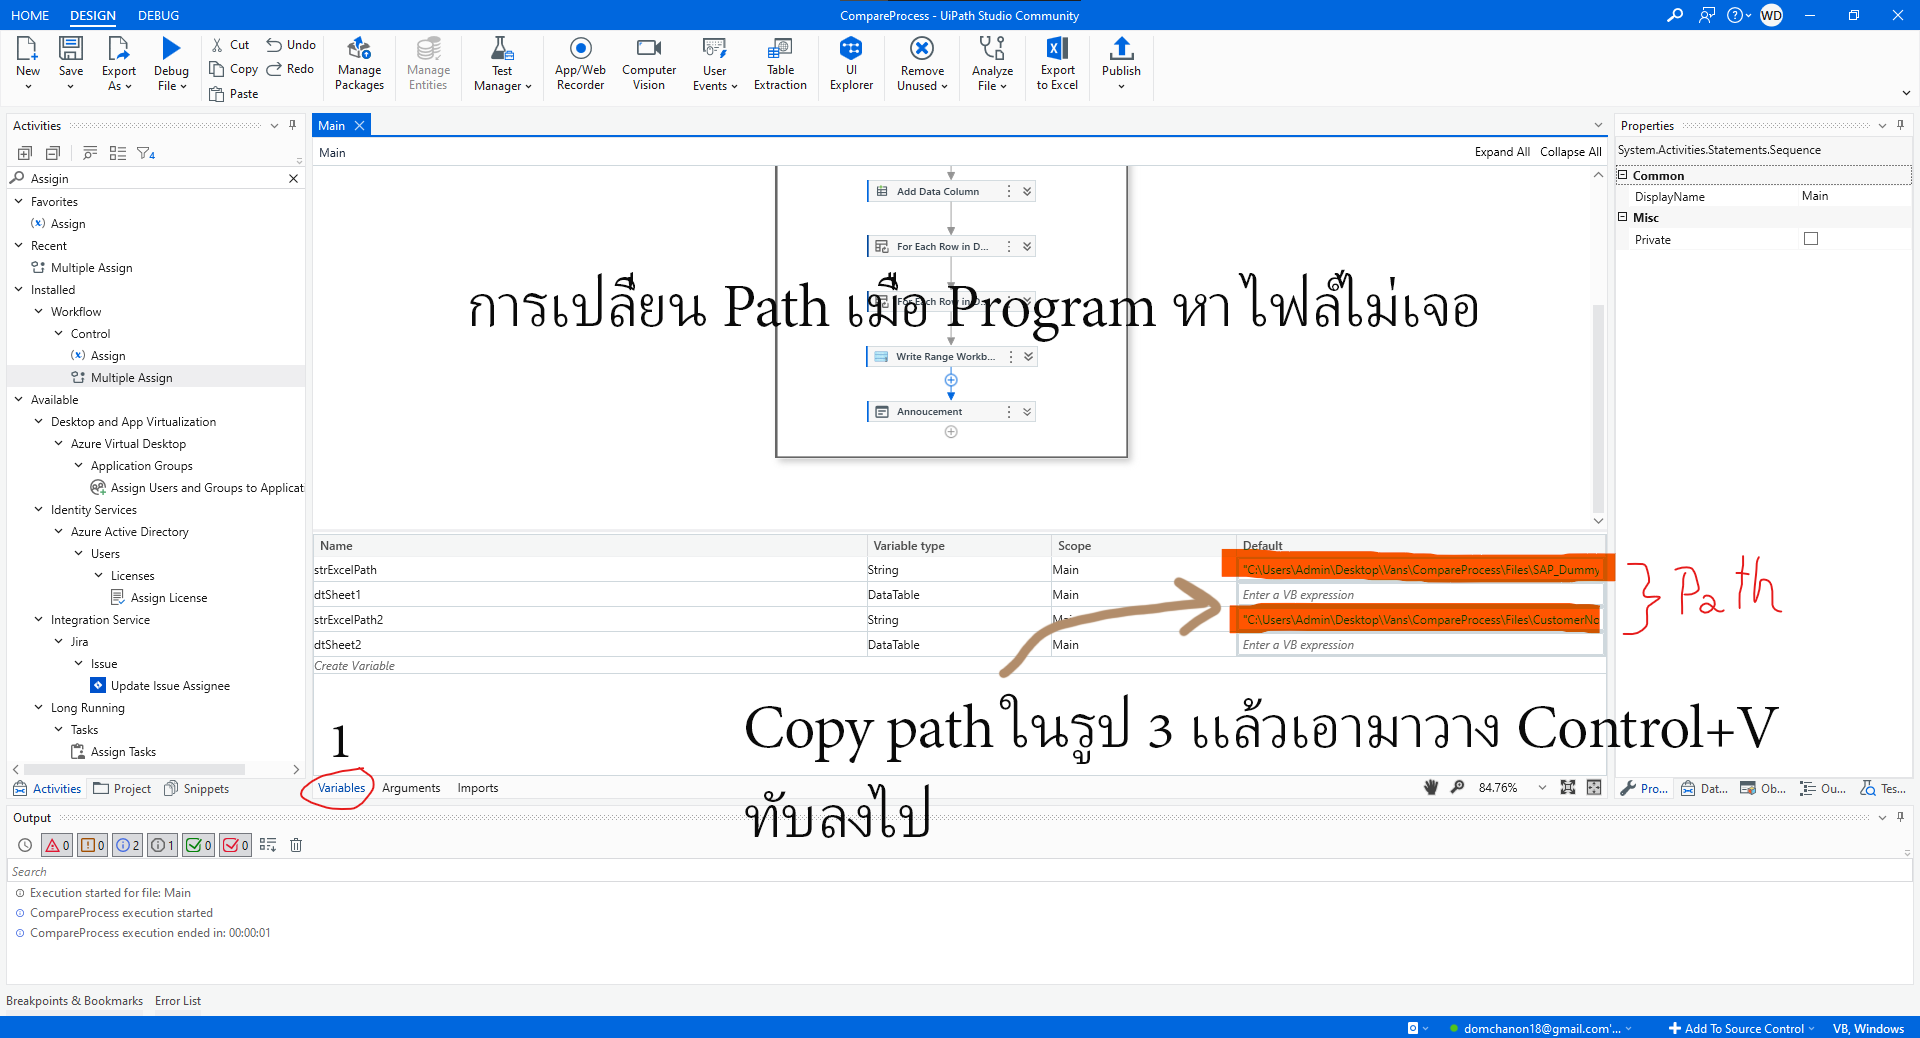 HOME DESIGN DEBUG
CompareProcess - UiPath Studio Community
WD
New
Save
Export As
Debug File
Cut
Copy
Paste
Undo
Redo
Manage Packages
Manage Entities
Test Manager
App/Web Recorder
Computer Vision
User Events
Table Extraction
UI Explorer
Remove Unused
Analyze File
Export to Excel
Publish
Activities
4
Assigin
Favorites
Assign
Recent
Multiple Assign
Installed
Workflow
Control
Assign
Multiple Assign
Available
Desktop and App Virtualization
Azure Virtual Desktop
Application Groups
Assign Users and Groups to Applicati
Identity Services
Azure Active Directory
Users
Licenses
Assign License
Integration Service
Jira
Issue
Update Issue Assignee
Long Running
Tasks
Assign Tasks
Activities Project Snippets
Main
Main
Expand All Collapse All
Add Data Column
For Each Row in D...
For Each Row in D...
การเปลี่ยน Path เมื่อ Program หาไฟล์ไม่เจอ
Write Range Workb...
Annoucement
Name Variable type Scope Default
strExcelPath String Main "C:\Users\Admin\Desktop\Vans\CompareProcess\Files\SAP_Dummy
dtSheet1 DataTable Main Enter a VB expression
strExcelPath2 String Main "C:\Users\Admin\Desktop\Vans\CompareProcess\Files\CustomerNo
dtSheet2 DataTable Main Enter a VB expression
Create Variable
Path
1
Copy path ในรูป 3 แล้วเอามาวาง Control+V
ทับลงไป
Variables Arguments Imports
84.76%
Properties
System.Activities.Statements.Sequence
Common
DisplayName Main
Misc
Private
Pro... Dat... Ob... Ou... Tes...
Output
0 0 2 1 0 0
Search
Execution started for file: Main
CompareProcess execution started
CompareProcess execution ended in: 00:00:01
Breakpoints & Bookmarks Error List
domchanon18@gmail.com'... Add To Source Control VB, Windows